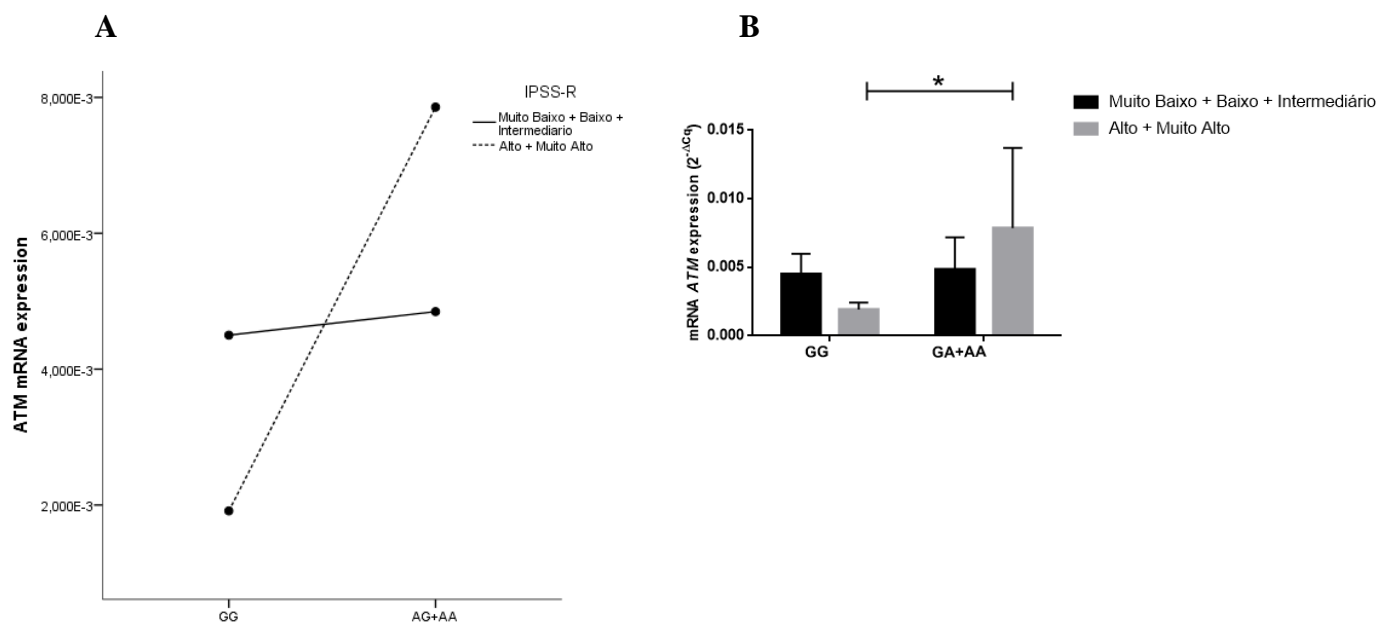 A
8,000E-3
6,000E-3
4,000E-3
2,000E-3
ATM mRNA expression
GG
AG+AA
IPSS-R
Muito Baixo + Baixo +
Intermediario
Alto + Muito Alto
B
*
0.015
0.010
0.005
0.000
mRNA ATM expression (2^-ΔCq)
GG
GA+AA
Muito Baixo + Baixo + Intermediário
Alto + Muito Alto